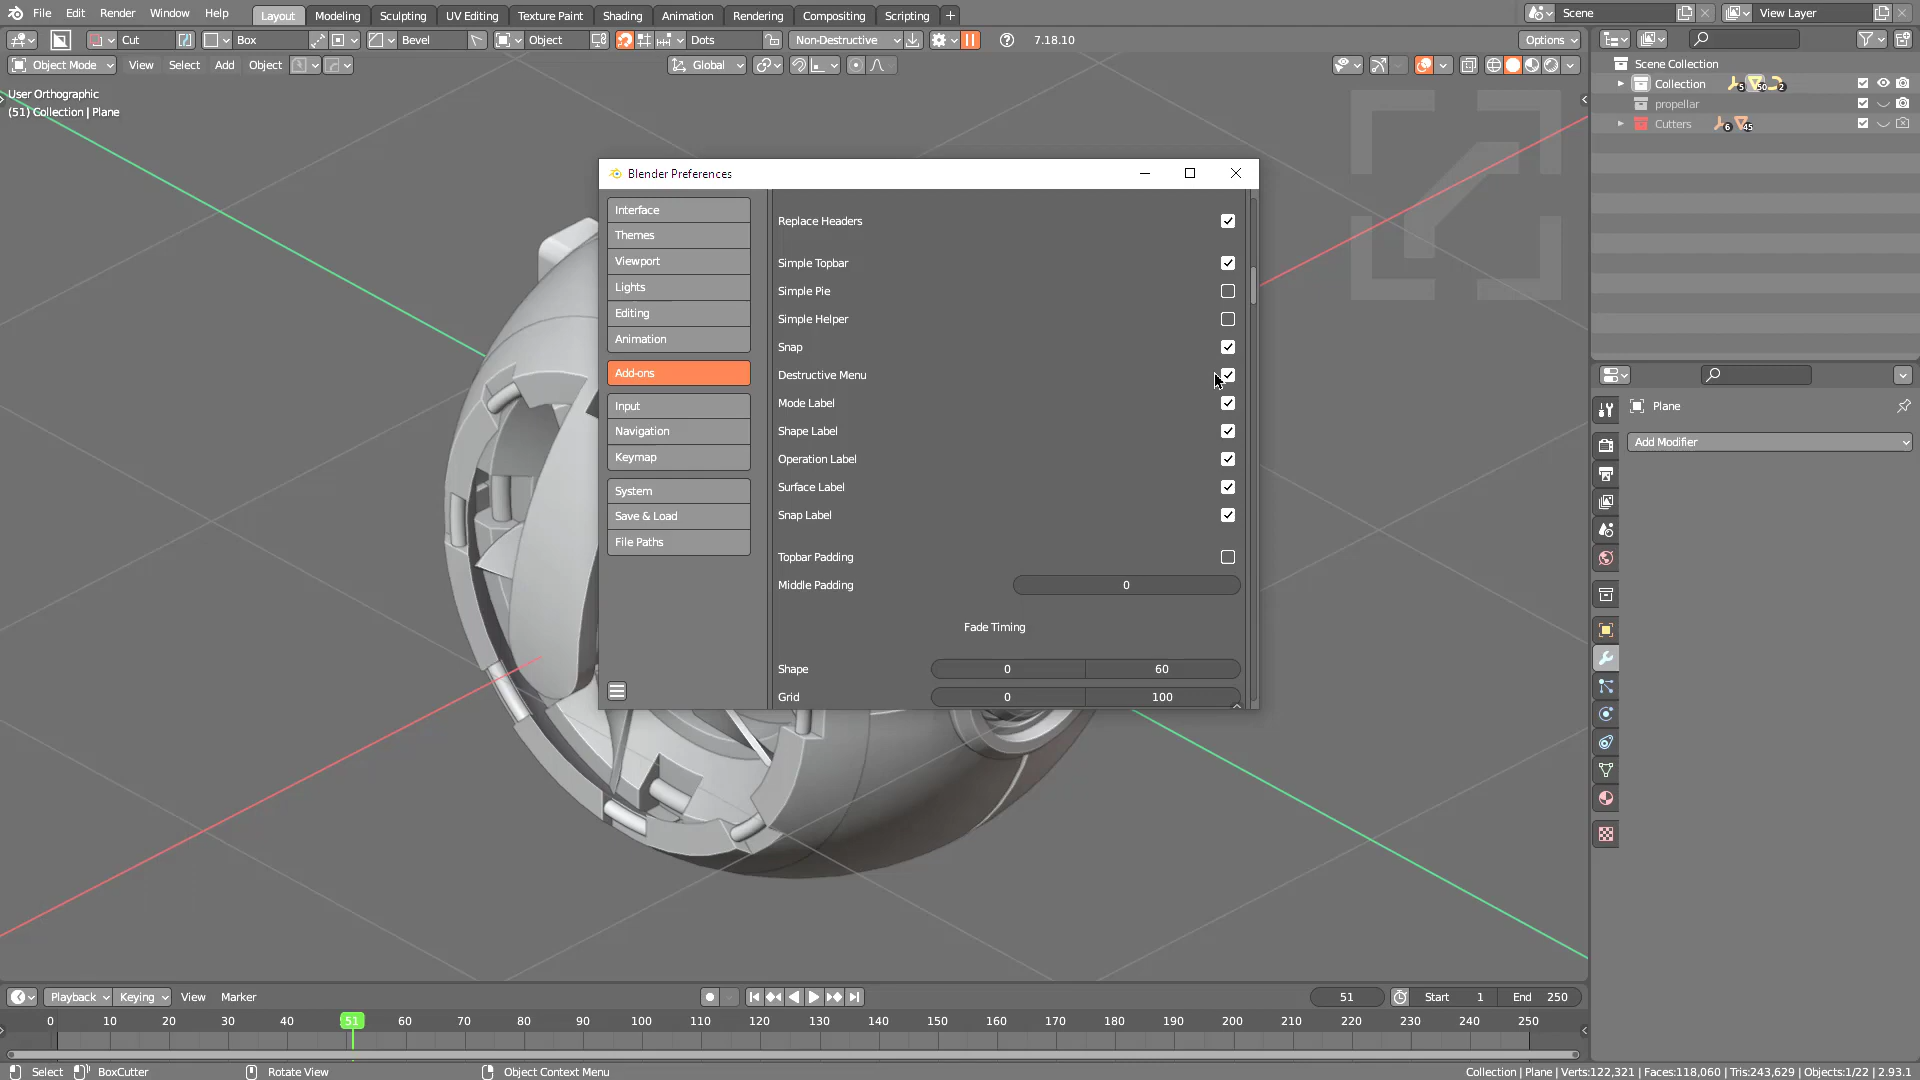 File Edit Render Window Help Layout Modeling Sculpting UV Editing Texture Paint Shading Animation Rendering Compositing Scripting + Scene View Layer
Cut Box Bevel Object Dots Non-Destructive 7.18.10 Options
Object Mode View Select Add Object Global
User Orthographic
(51) Collection | Plane
Scene Collection
Collection 5 50 2
propellar
Cutters 6 45
Blender Preferences
Interface
Themes
Viewport
Lights
Editing
Animation
Add-ons
Input
Navigation
Keymap
System
Save & Load
File Paths
Replace Headers
Simple Topbar
Simple Pie
Simple Helper
Snap
Destructive Menu
Mode Label
Shape Label
Operation Label
Surface Label
Snap Label
Topbar Padding
Middle Padding 0
Fade Timing
Shape 0 60
Grid 0 100
Plane
Add Modifier
Playback Keying View Marker 51 Start 1 End 250
0 10 20 30 40 51 60 70 80 90 100 110 120 130 140 150 160 170 180 190 200 210 220 230 240 250
Select BoxCutter Rotate View Object Context Menu Collection | Plane | Verts:122,321 | Faces:118,060 | Tris:243,629 | Objects:1/22 | 2.93.1